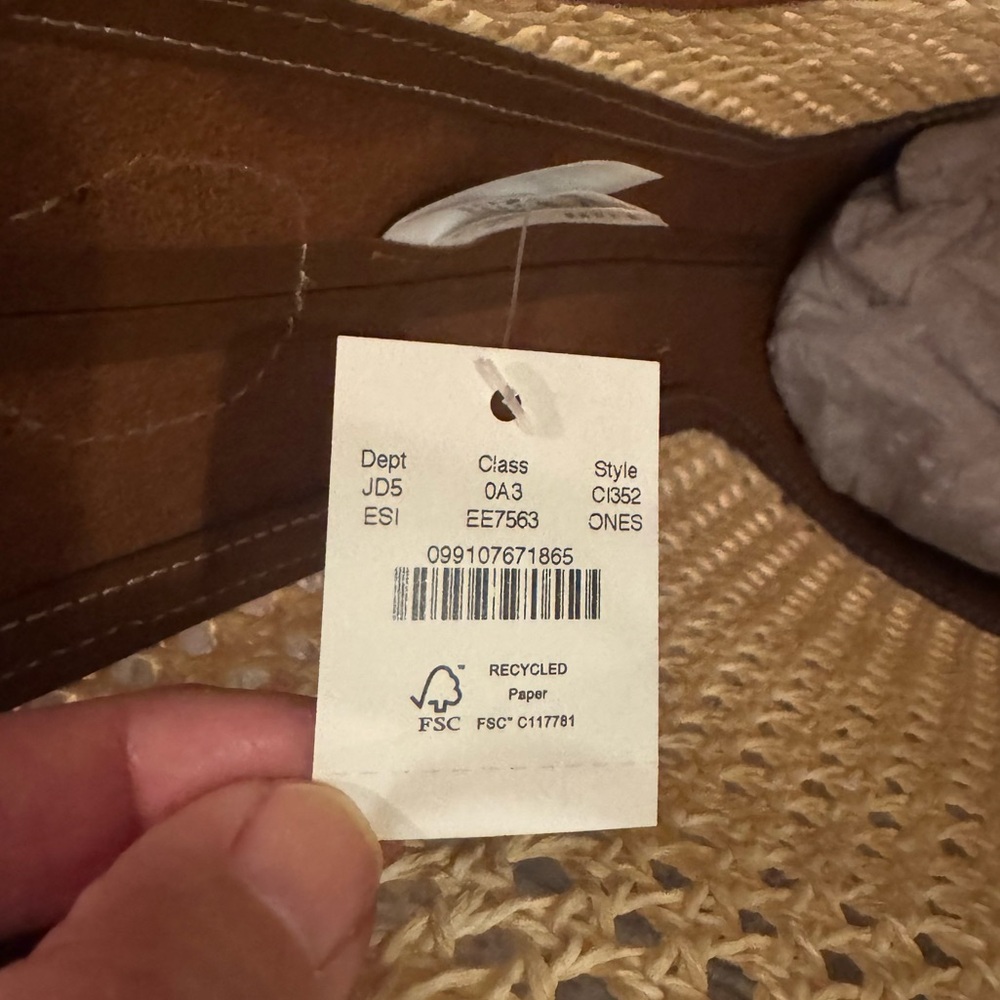 Dept Class Style
JD5 0A3 CI352
ESI EE7563 ONES
099107671865
RECYCLED
Paper
FSC FSC™ C117781